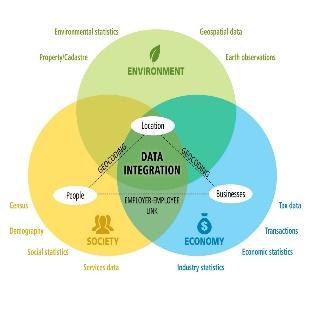 Environmental statistics
Geospatial data
Property/Cadastre
Earth observations
ENVIRONMENT
Location
GEOCODING
GEOCODING
DATA
INTEGRATION
People
Businesses
EMPLOYER-EMPLOYEE
LINK
Census
Tax data
Demography
SOCIETY
ECONOMY
Transactions
Social statistics
Economic statistics
Services data
Industry statistics